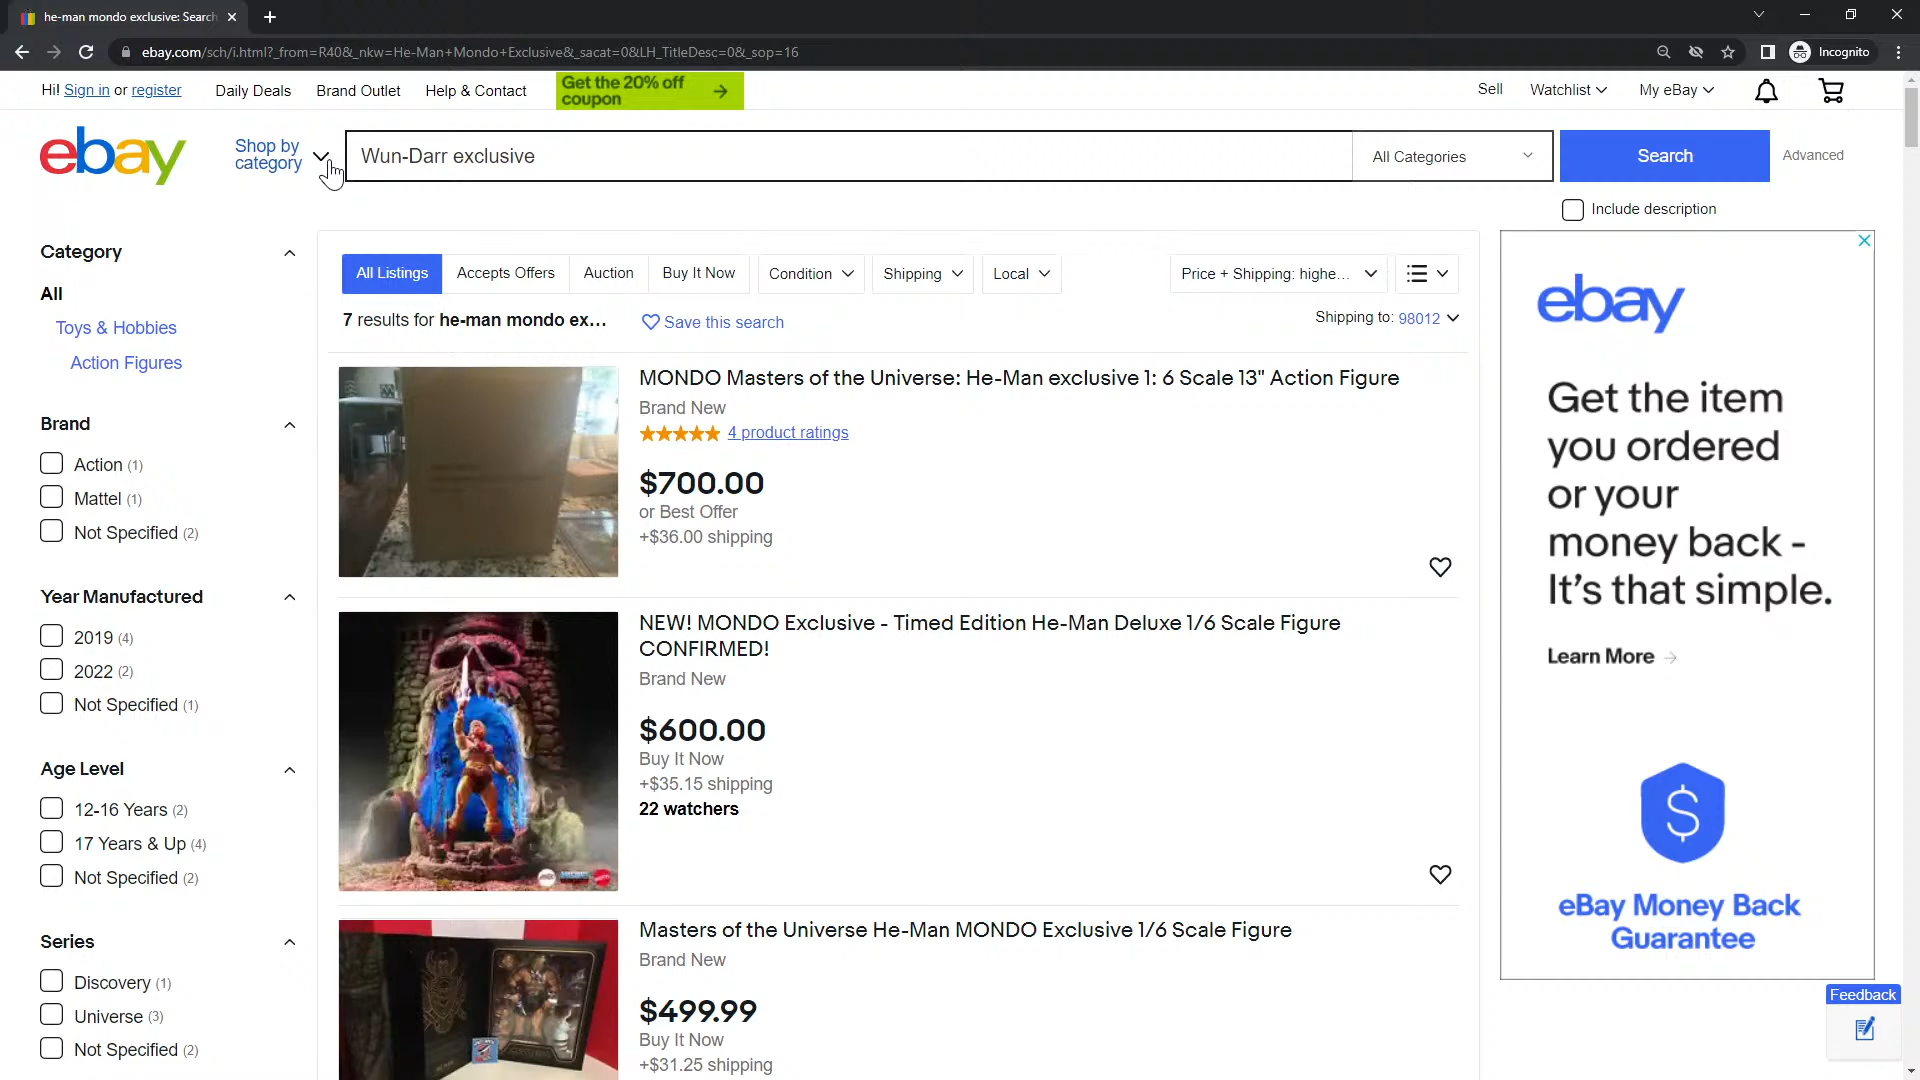 he-man mondo exclusive: Search
ebay.com/sch/i.html?_from=R40&_nkw=He-Man+Mondo+Exclusive&_sacat=0&LH_TitleDesc=0&_sop=16
Incognito
Hi! Sign in or register
Daily Deals
Brand Outlet
Help & Contact
Get the 20% off
coupon
Sell
Watchlist
My eBay
ebay
Shop by
category
Wun-Darr exclusive
All Categories
Search
Advanced
Include description
Category
All
Toys & Hobbies
Action Figures
Brand
Action (1)
Mattel (1)
Not Specified (2)
Year Manufactured
2019 (4)
2022 (2)
Not Specified (1)
Age Level
12-16 Years (2)
17 Years & Up (4)
Not Specified (2)
Series
Discovery (1)
Universe (3)
Not Specified (2)
All Listings
Accepts Offers
Auction
Buy It Now
Condition
Shipping
Local
Price + Shipping: highe...
7 results for he-man mondo ex...
Save this search
Shipping to: 98012
MONDO Masters of the Universe: He-Man exclusive 1: 6 Scale 13" Action Figure
Brand New
4 product ratings
$700.00
or Best Offer
+$36.00 shipping
NEW! MONDO Exclusive - Timed Edition He-Man Deluxe 1/6 Scale Figure
CONFIRMED!
Brand New
$600.00
Buy It Now
+$35.15 shipping
22 watchers
Masters of the Universe He-Man MONDO Exclusive 1/6 Scale Figure
Brand New
$499.99
Buy It Now
+$31.25 shipping
ebay
Get the item
you ordered
or your
money back -
It's that simple.
Learn More
$
eBay Money Back
Guarantee
Feedback